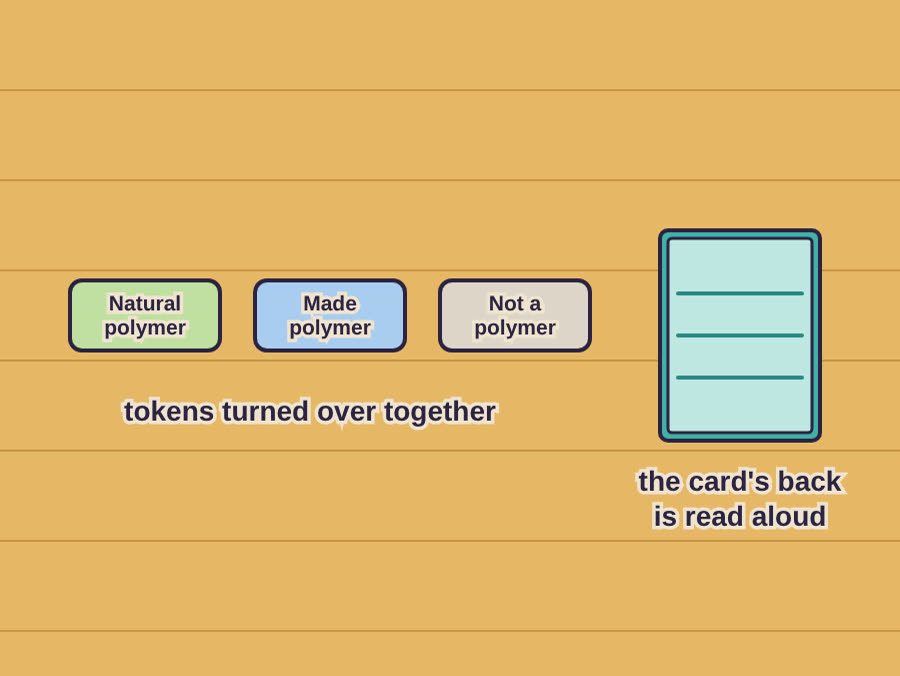 Natural
polymer
Made
polymer
Not a
polymer
tokens turned over together
the card's back
is read aloud